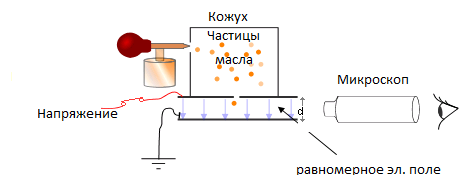 Кожух
Частицы
масла
Микроскоп
Напряжение
d
равномерное эл. поле